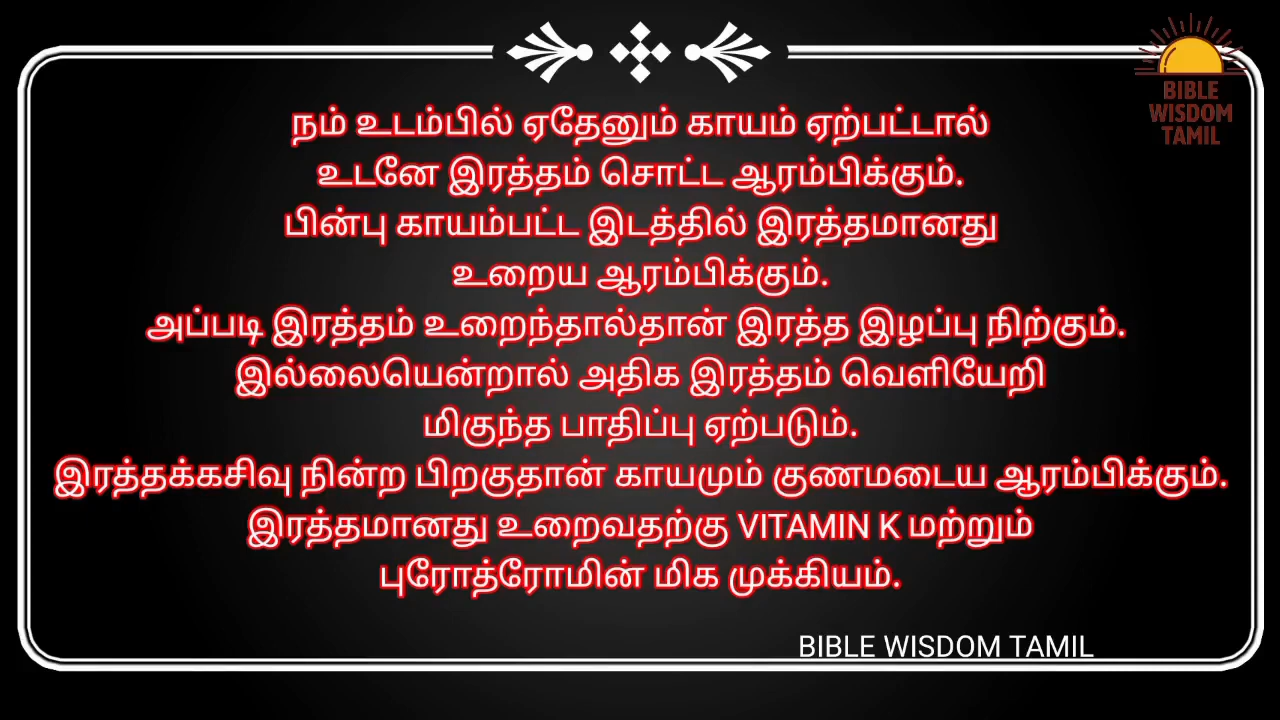 BIBLE
WISDOM
TAMIL
நம் உடம்பில் ஏதேனும் காயம் ஏற்பட்டால்
உடனே இரத்தம் சொட்ட ஆரம்பிக்கும்.
பின்பு காயம்பட்ட இடத்தில் இரத்தமானது
உறைய ஆரம்பிக்கும்.
அப்படி இரத்தம் உறைந்தால்தான் இரத்த இழப்பு நிற்கும்.
இல்லையென்றால் அதிக இரத்தம் வெளியேறி
மிகுந்த பாதிப்பு ஏற்படும்.
இரத்தக்கசிவு நின்ற பிறகுதான் காயமும் குணமடைய ஆரம்பிக்கும்.
இரத்தமானது உறைவதற்கு VITAMIN K மற்றும்
புரோத்ரோமின் மிக முக்கியம்.
BIBLE WISDOM TAMIL